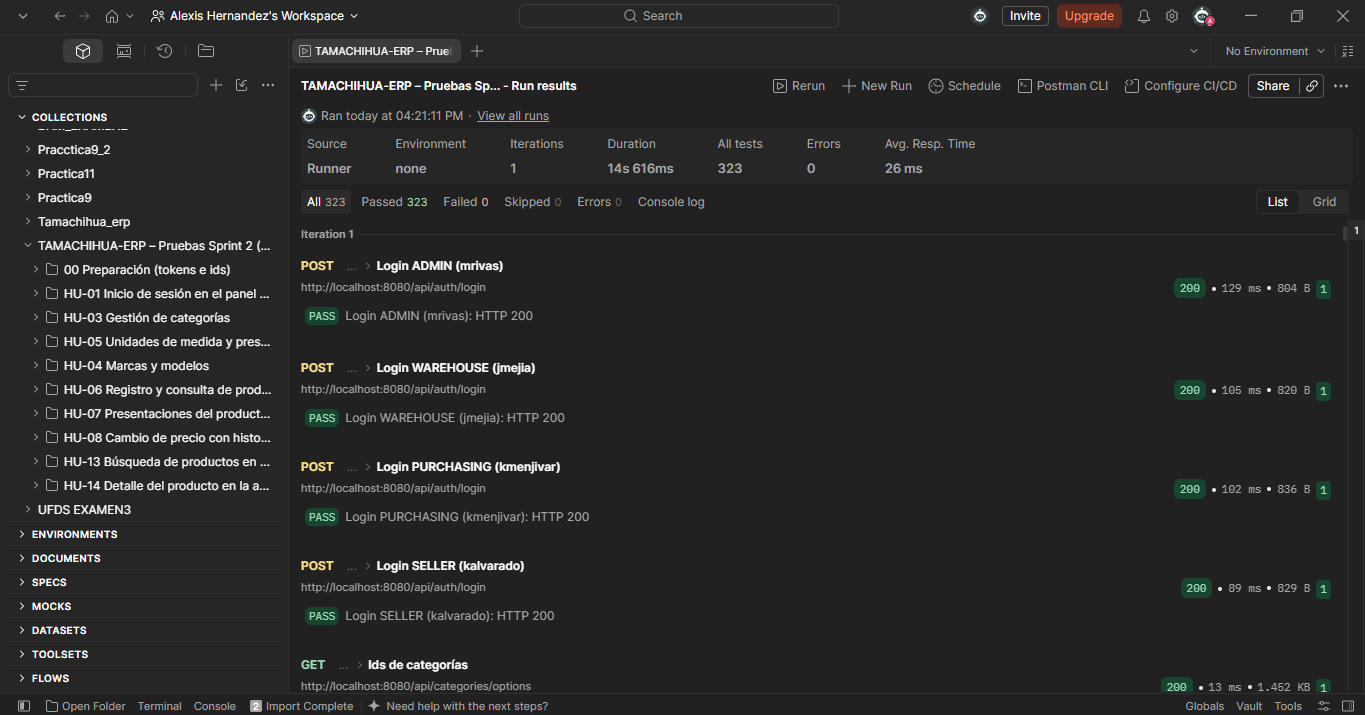 Alexis Hernandez's Workspace
Search
Invite
Upgrade
TAMACHIHUA-ERP – Prue
No Environment
COLLECTIONS
Pracctica9_2
Practica11
Practica9
Tamachihua_erp
TAMACHIHUA-ERP – Pruebas Sprint 2 (...
00 Preparación (tokens e ids)
HU-01 Inicio de sesión en el panel ...
HU-03 Gestión de categorías
HU-05 Unidades de medida y pres...
HU-04 Marcas y modelos
HU-06 Registro y consulta de prod...
HU-07 Presentaciones del product...
HU-08 Cambio de precio con histo...
HU-13 Búsqueda de productos en ...
HU-14 Detalle del producto en la a...
UFDS EXAMEN3
ENVIRONMENTS
DOCUMENTS
SPECS
MOCKS
DATASETS
TOOLSETS
FLOWS
TAMACHIHUA-ERP – Pruebas Sp... - Run results
Rerun
New Run
Schedule
Postman CLI
Configure CI/CD
Share
Ran today at 04:21:11 PM · View all runs
Source Environment Iterations Duration All tests Errors Avg. Resp. Time
Runner none 1 14s 616ms 323 0 26 ms
All 323 Passed 323 Failed 0 Skipped 0 Errors 0 Console log
List Grid
Iteration 1
1
POST ... > Login ADMIN (mrivas)
http://localhost:8080/api/auth/login
200 • 129 ms • 804 B 1
PASS Login ADMIN (mrivas): HTTP 200
POST ... > Login WAREHOUSE (jmejia)
http://localhost:8080/api/auth/login
200 • 105 ms • 820 B 1
PASS Login WAREHOUSE (jmejia): HTTP 200
POST ... > Login PURCHASING (kmenjivar)
http://localhost:8080/api/auth/login
200 • 102 ms • 836 B 1
PASS Login PURCHASING (kmenjivar): HTTP 200
POST ... > Login SELLER (kalvarado)
http://localhost:8080/api/auth/login
200 • 89 ms • 829 B 1
PASS Login SELLER (kalvarado): HTTP 200
GET ... > Ids de categorías
http://localhost:8080/api/categories/options
200 • 13 ms • 1.452 KB 1
Open Folder Terminal Console 2 Import Complete Need help with the next steps?
Globals Vault Tools